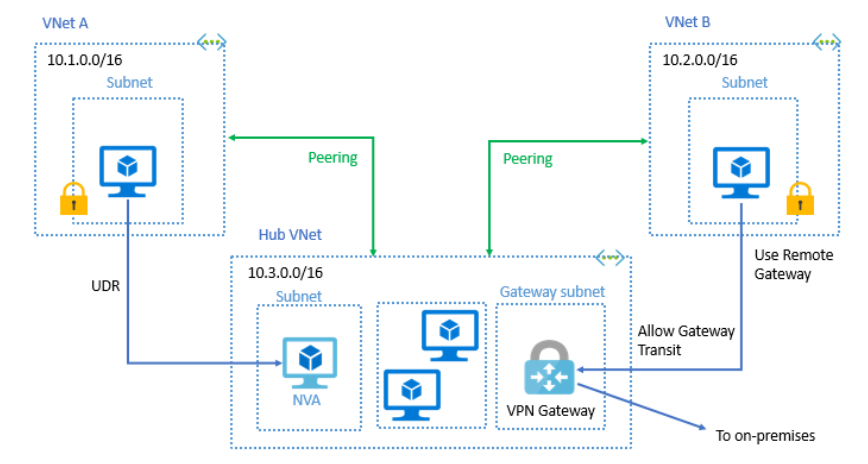 VNet A
10.1.0.0/16
Subnet
VNet B
10.2.0.0/16
Subnet
Peering
Peering
UDR
Use Remote
Gateway
Hub VNet
10.3.0.0/16
Subnet
NVA
Gateway subnet
VPN Gateway
Allow Gateway
Transit
To on-premises